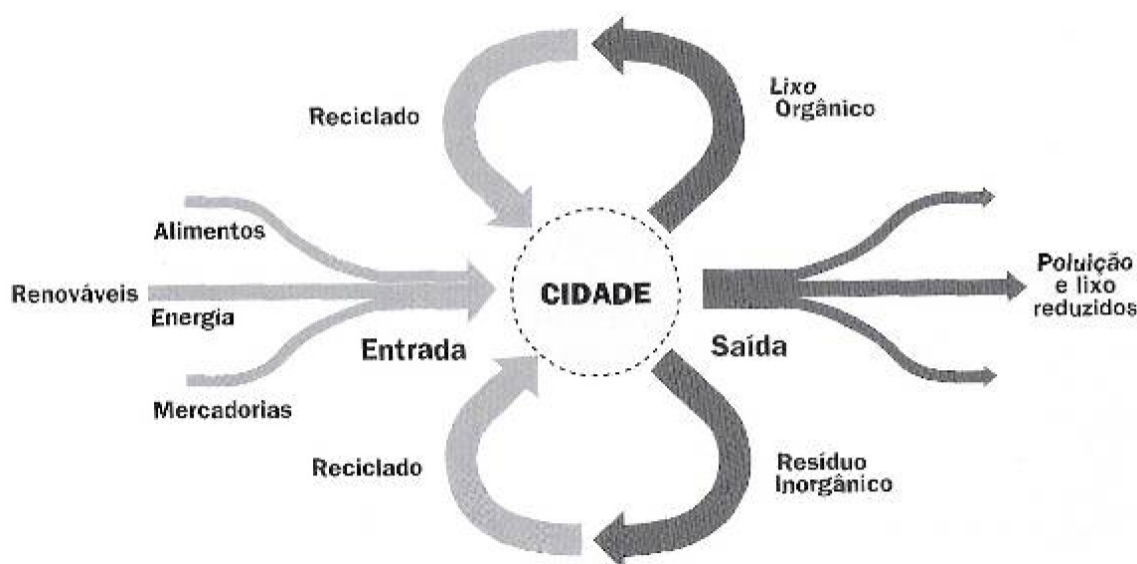 Reciclado
Lixo
Orgânico
Alimentos
Renováveis
Energia
Mercadorias
Entrada
CIDADE
Saída
Poluição
e lixo
reduzidos
Reciclado
Resíduo
Inorgânico